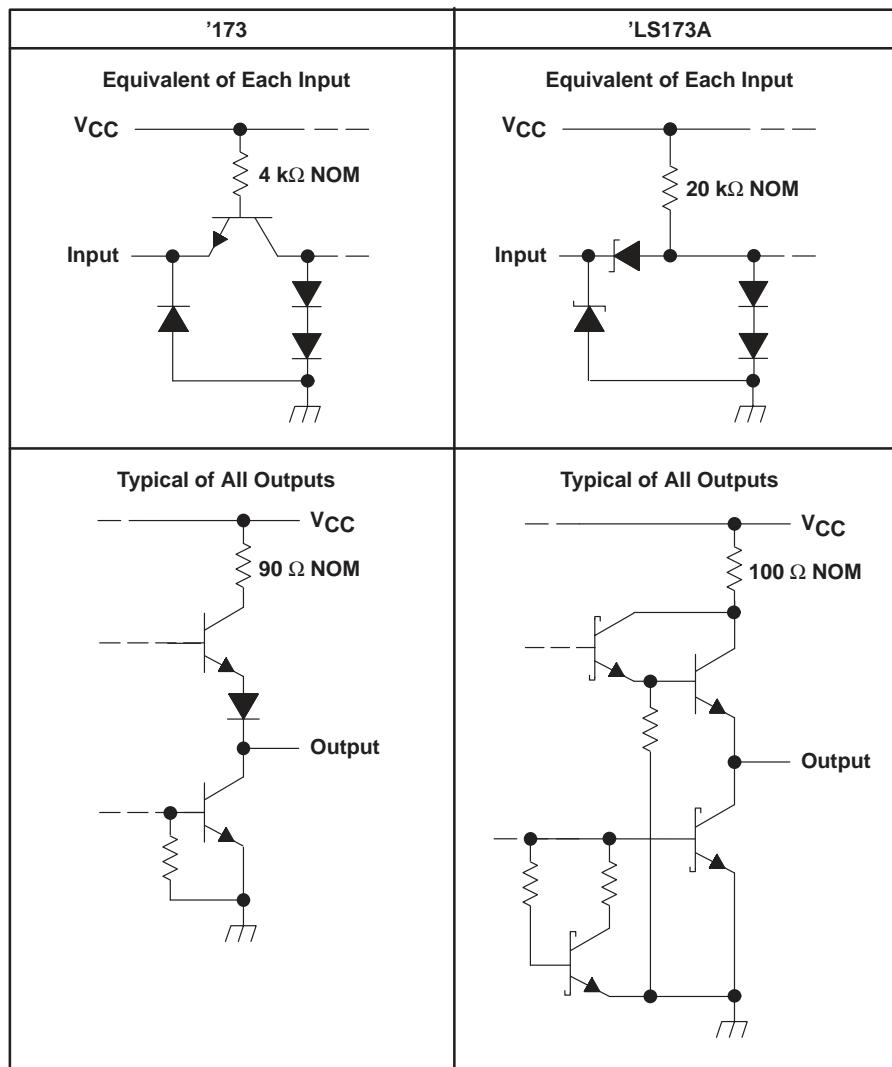 '173
'LS173A
Equivalent of Each Input
VCC
4 kΩ NOM
Input
Equivalent of Each Input
VCC
20 kΩ NOM
Input
Typical of All Outputs
VCC
90 Ω NOM
Output
Typical of All Outputs
VCC
100 Ω NOM
Output